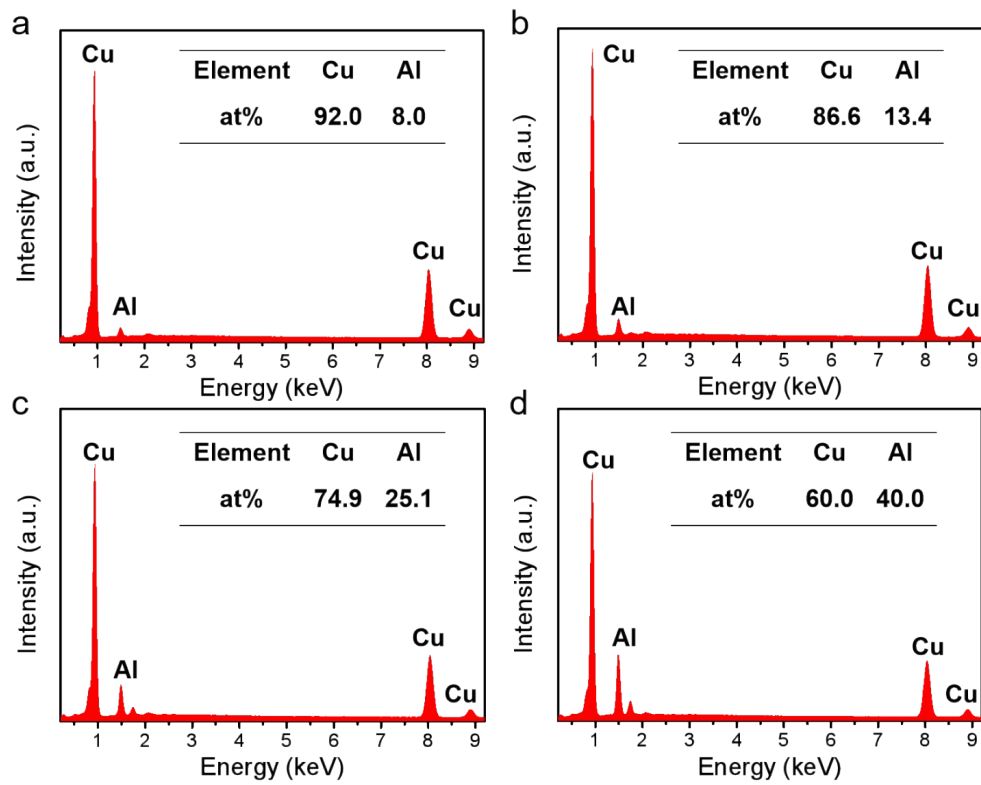 a
Cu
Element Cu Al
at% 92.0 8.0
Al
Cu
Cu
Intensity (a.u.)
1 2 3 4 5 6 7 8 9
Energy (keV)
b
Cu
Element Cu Al
at% 86.6 13.4
Al
Cu
Cu
Intensity (a.u.)
1 2 3 4 5 6 7 8 9
Energy (keV)
c
Cu
Element Cu Al
at% 74.9 25.1
Al
Cu
Cu
Intensity (a.u.)
1 2 3 4 5 6 7 8 9
Energy (keV)
d
Cu
Element Cu Al
at% 60.0 40.0
Al
Cu
Cu
Intensity (a.u.)
1 2 3 4 5 6 7 8 9
Energy (keV)